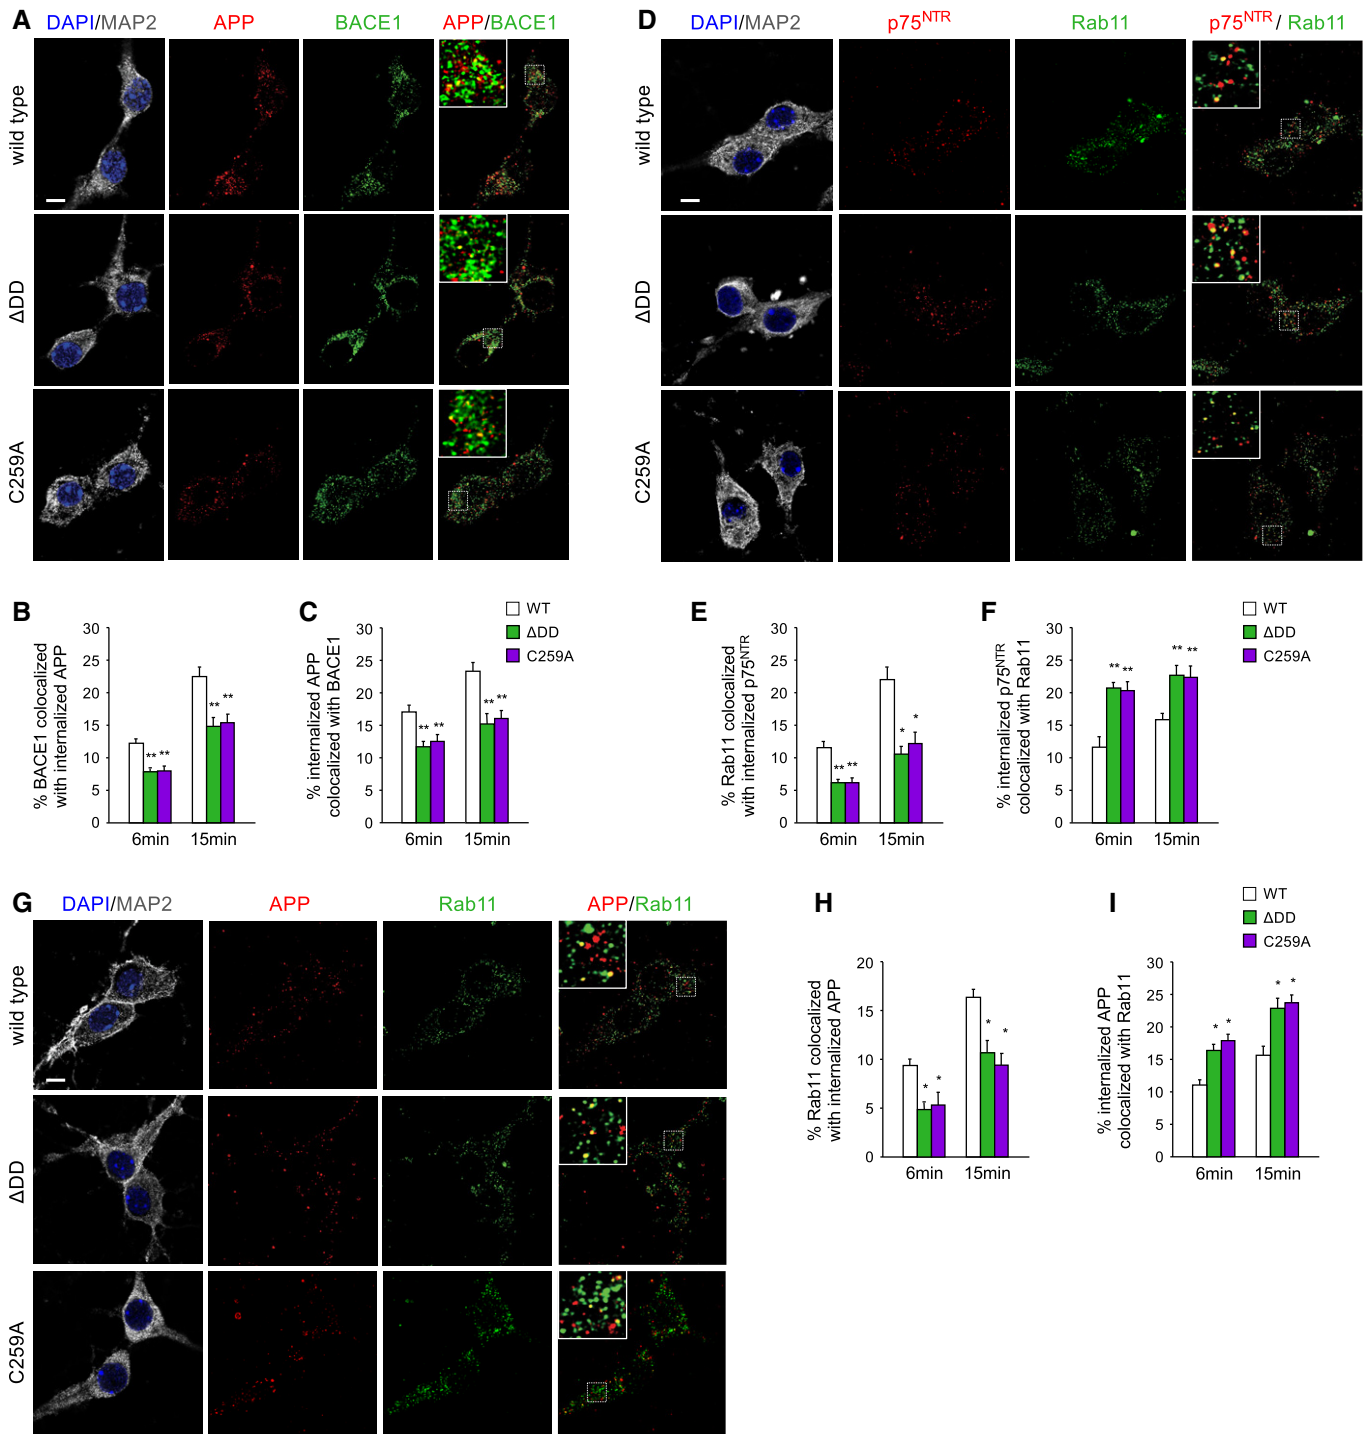 A
DAPI/MAP2
APP
BACE1
APP/BACE1
wild type
ΔDD
C259A
D
DAPI/MAP2
p75NTR
Rab11
p75NTR / Rab11
wild type
ΔDD
C259A
B
% BACE1 colocalized
with internalized APP
30
25
20
15
10
5
0
** **
** **
6min
15min
C
% internalized APP
colocalized with BACE1
30
25
20
15
10
5
0
** **
** **
6min
15min
WT
ΔDD
C259A
E
% Rab11 colocalized
with internalized p75NTR
30
25
20
15
10
5
0
** **
* *
6min
15min
F
% internalized p75NTR
colocalized with Rab11
30
25
20
15
10
5
0
** **
** **
6min
15min
WT
ΔDD
C259A
G
DAPI/MAP2
APP
Rab11
APP/Rab11
wild type
ΔDD
C259A
H
% Rab11 colocalized
with internalized APP
20
15
10
5
0
* *
* *
6min
15min
I
% internalized APP
colocalized with Rab11
30
25
20
15
10
5
0
* *
* *
6min
15min
WT
ΔDD
C259A